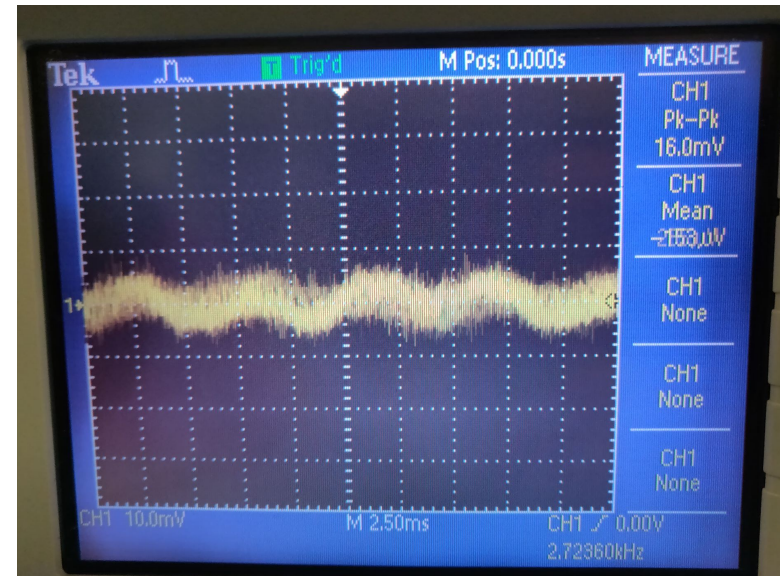 Tek T Trig'd M Pos: 0.000s MEASURE
CH1
Pk-Pk
16.0mV
CH1
Mean
CH1
None
CH1
None
CH1
None
1
CH1 10.0mV M 2.50ms CH1 0.00V
2.72360kHz